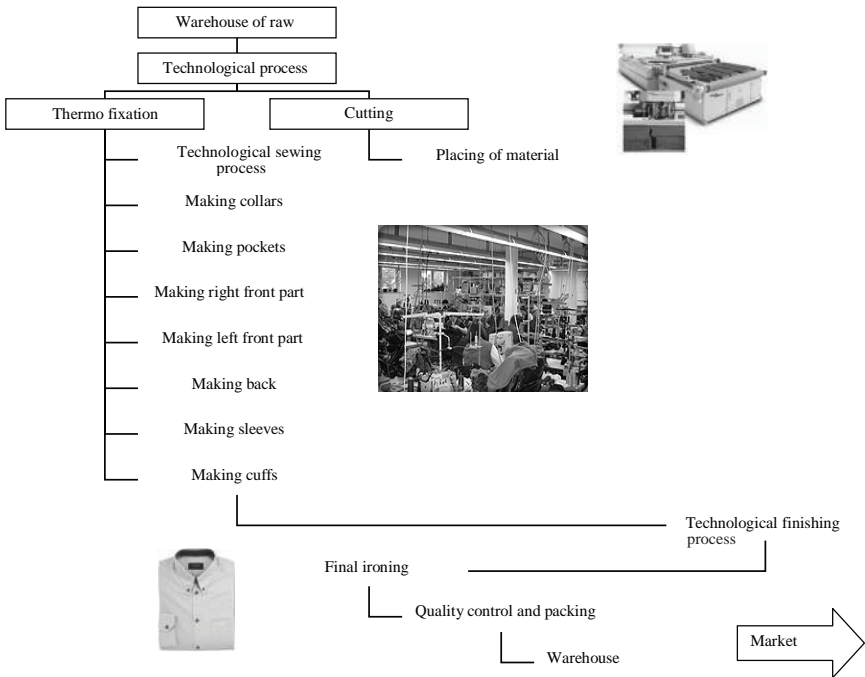 Warehouse of raw
Technological process
Thermo fixation
Cutting
Technological sewing
process
Placing of material
Making collars
Making pockets
Making right front part
Making left front part
Making back
Making sleeves
Making cuffs
Technological finishing
process
Final ironing
Quality control and packing
Warehouse
Market